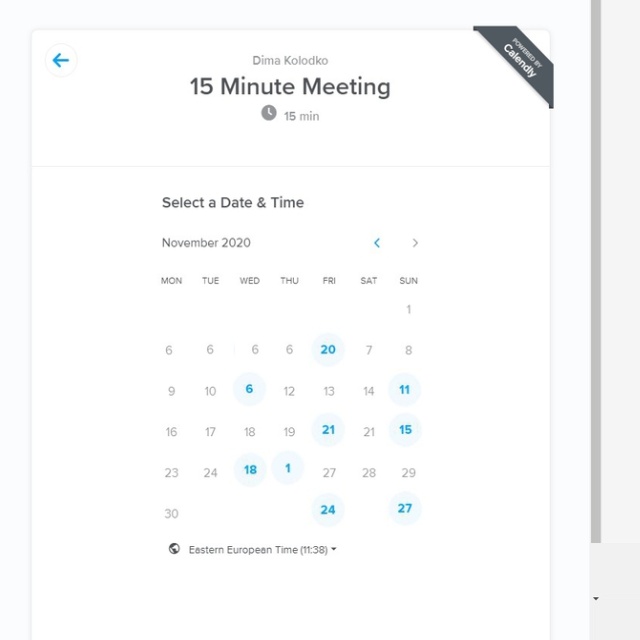 POWERED BY
Calendly
Dima Kolodko
15 Minute Meeting
15 min
Select a Date & Time
November 2020
MON TUE WED THU FRI SAT SUN
1
6 6 6 6 20 7 8
9 10 6 12 13 14 11
16 17 18 19 21 21 15
23 24 18 1 27 28 29
30 24 27
Eastern European Time (11:38)